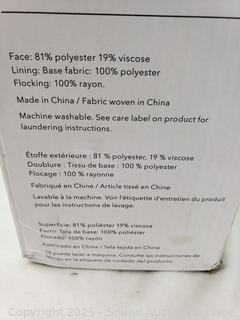 Face: 81% polyester 19% viscose
Lining: Base fabric: 100% polyester
Flocking: 100% rayon.
Made in China / Fabric woven in China
Machine washable. See care label on product for
laundering instructions.
Étoffe extérieure : 81 % polyester, 19 % viscose
Doublure : Tissu de base : 100 % polyester
Flocage : 100 % rayonne
Fabriqué en Chine / Article tissé en Chine
Lavable à la machine. Voir l'étiquette d'entretien du produit
pour les instructions de lavage.
Superficie: 81% poliéster 19% viscosa
Forro: Tela de base: 100% poliéster
Flocado: 100% rayón
Fabricado en China / Tela tejida en China
Se puede lavar a máquina. Consulte las instrucciones de
lavado en la etiqueta de cuidado del producto.
Copyright 2025 - SoldByUs